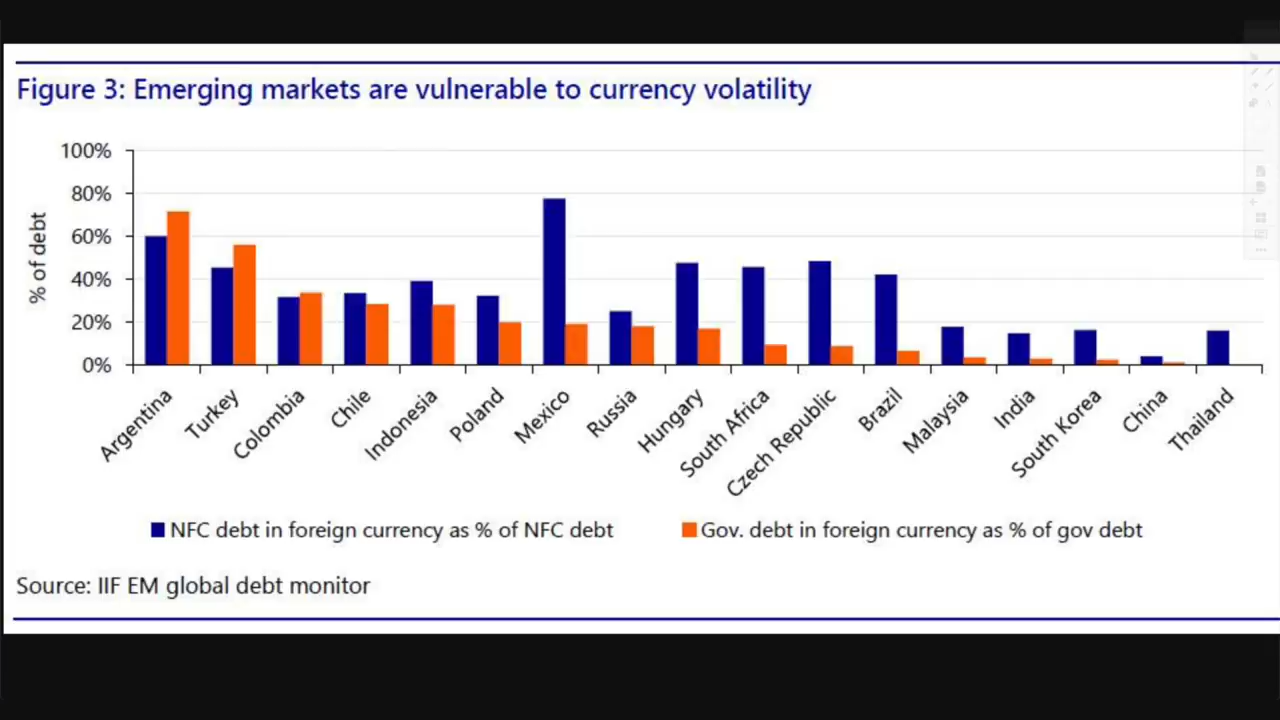 Figure 3: Emerging markets are vulnerable to currency volatility
100%
80%
60%
40%
20%
0%
% of debt
Argentina
Turkey
Colombia
Chile
Indonesia
Poland
Mexico
Russia
Hungary
South Africa
Czech Republic
Brazil
Malaysia
India
South Korea
China
Thailand
NFC debt in foreign currency as % of NFC debt
Gov. debt in foreign currency as % of gov debt
Source: IIF EM global debt monitor